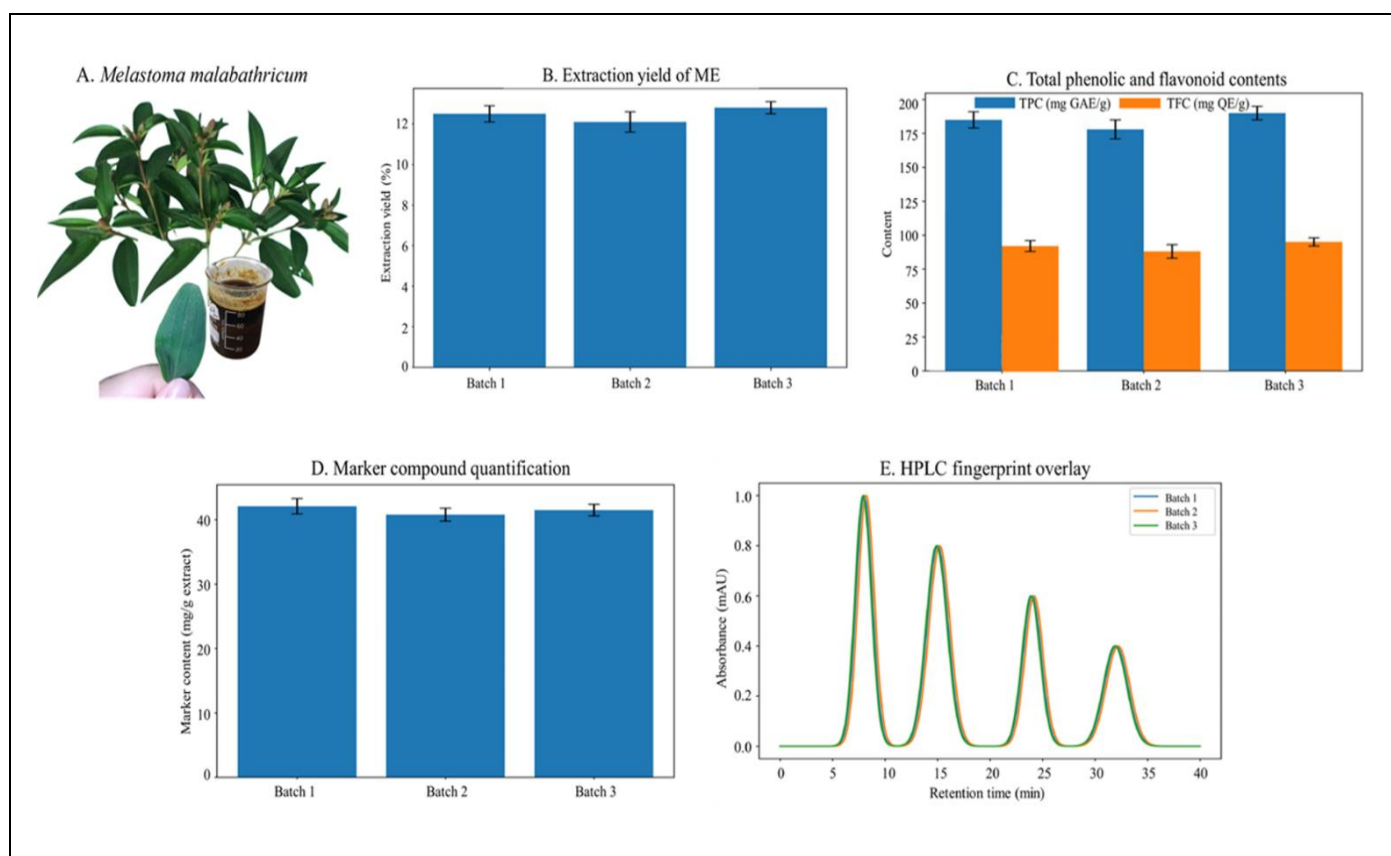 A. Melastoma malabathricum
B. Extraction yield of ME
Extraction yield (%)
12
10
8
6
4
2
0
Batch 1
Batch 2
Batch 3
C. Total phenolic and flavonoid contents
TPC (mg GAE/g)
TFC (mg QE/g)
Content
200
175
150
125
100
75
50
25
0
Batch 1
Batch 2
Batch 3
80
60
40
20
D. Marker compound quantification
Marker content (mg/g extract)
40
30
20
10
0
Batch 1
Batch 2
Batch 3
E. HPLC fingerprint overlay
Absorbance (mAU)
1.0
0.8
0.6
0.4
0.2
0.0
Batch 1
Batch 2
Batch 3
0
5
10
15
20
25
30
35
40
Retention time (min)